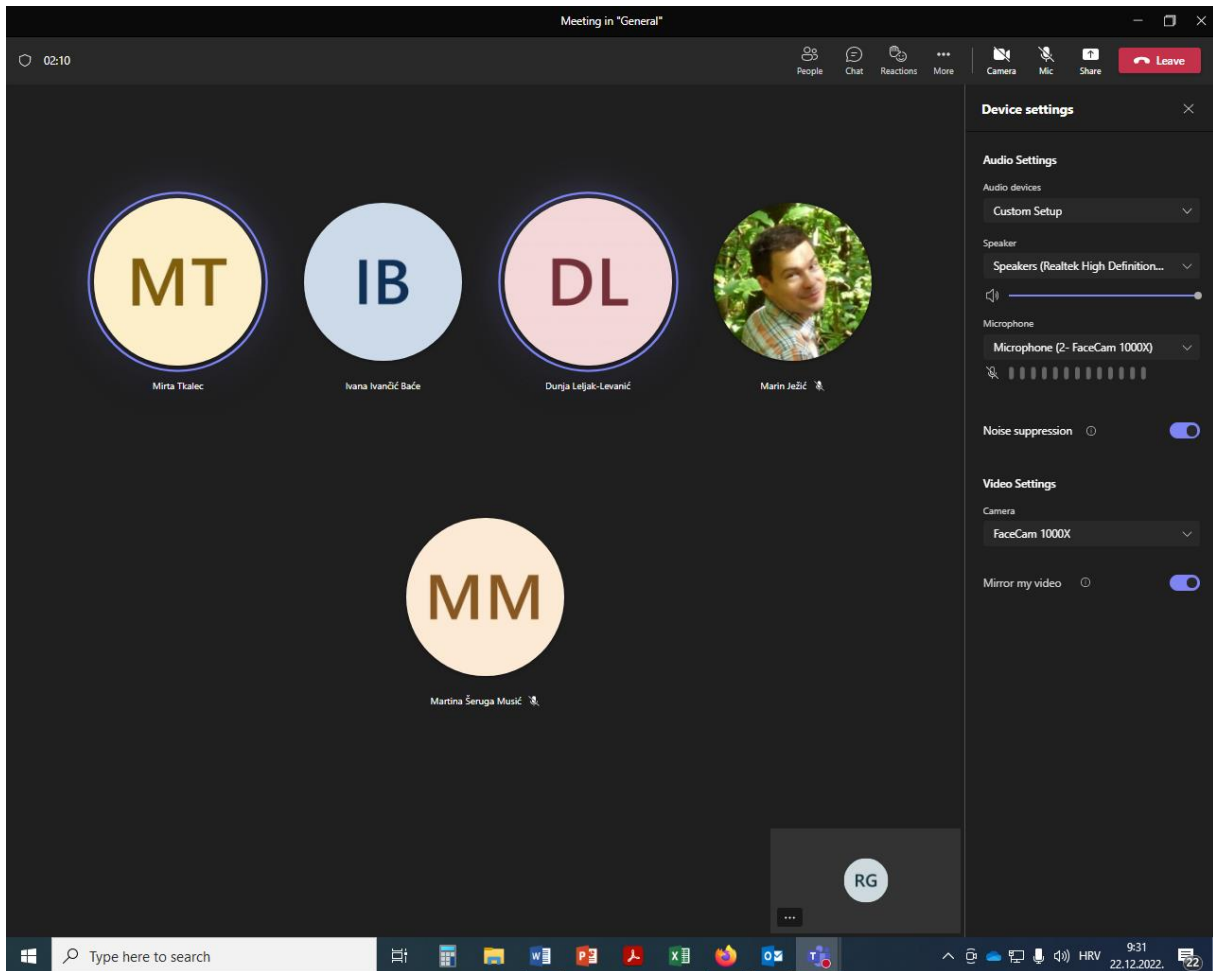 Meeting in "General"
02:10
People Chat Reactions More Camera Mic Share Leave
Device settings
Audio Settings
Audio devices
Custom Setup
Speaker
Speakers (Realtek High Definition...
Microphone
Microphone (2- FaceCam 1000X)
Noise suppression
Video Settings
Camera
FaceCam 1000X
Mirror my video
MT IB DL
Mirta Tkalec Ivana Ivančić Baće Dunja Leljak-Levanić Marin Ježić
MM
Martina Šeruga Musić
RG
...
Type here to search
HRV
9:31
22.12.2022.
22